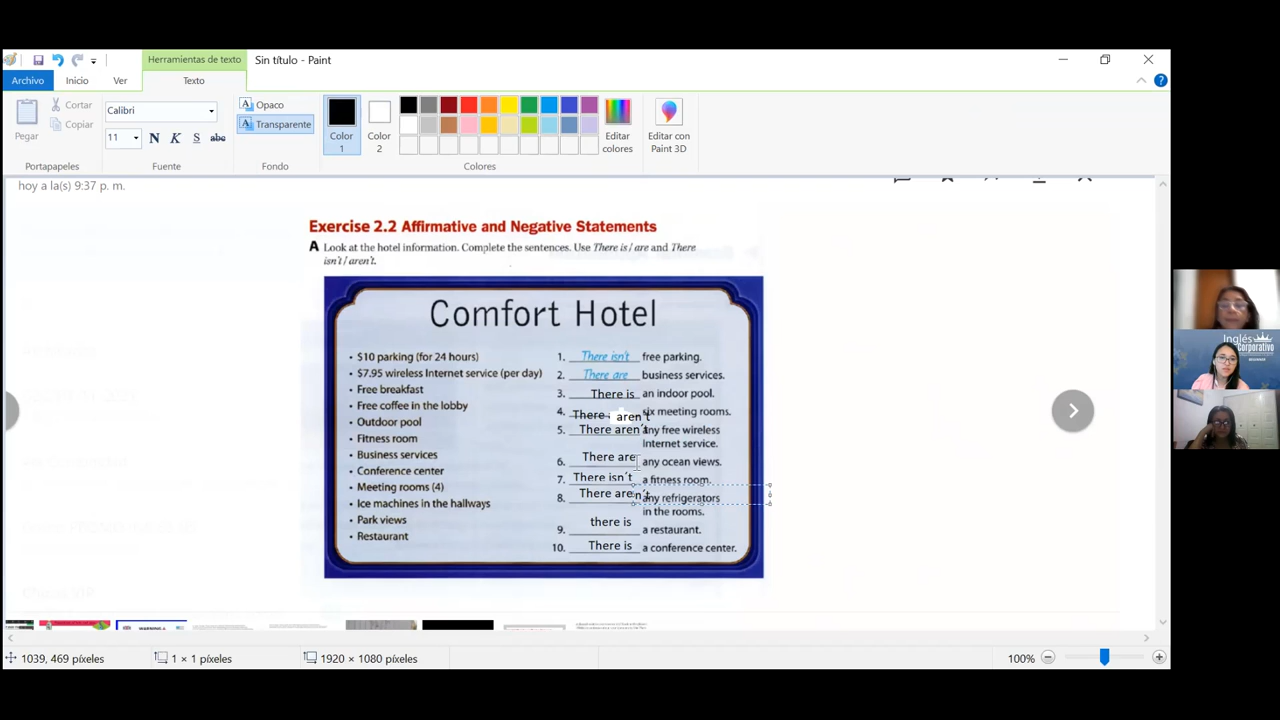 Herramientas de texto
Sin título - Paint
Archivo
Inicio
Ver
Texto
Pegar
Cortar
Copiar
Portapapeles
Calibri
11
N K S abc
Fuente
Opaco
Transparente
Fondo
Color 1
Color 2
Colores
Editar colores
Editar con Paint 3D
hoy a la(s) 9:37 p. m.
Exercise 2.2 Affirmative and Negative Statements
A Look at the hotel information. Complete the sentences. Use There is / are and There
isn't / aren't.
Comfort Hotel
• $10 parking (for 24 hours)
• $7.95 wireless Internet service (per day)
• Free breakfast
• Free coffee in the lobby
• Outdoor pool
• Fitness room
• Business services
• Conference center
• Meeting rooms (4)
• Ice machines in the hallways
• Park views
• Restaurant
1. There isn't free parking.
2. There are business services.
3. There is an indoor pool.
4. There aren't six meeting rooms.
5. There aren't any free wireless
Internet service.
6. There are any ocean views.
7. There isn´t a fitness room.
8. There aren´t any refrigerators
in the rooms.
9. there is a restaurant.
10. There is a conference center.
Inglés
Corporativo
BEGINNER
1039, 469 píxeles
1 × 1 píxeles
1920 × 1080 píxeles
100%